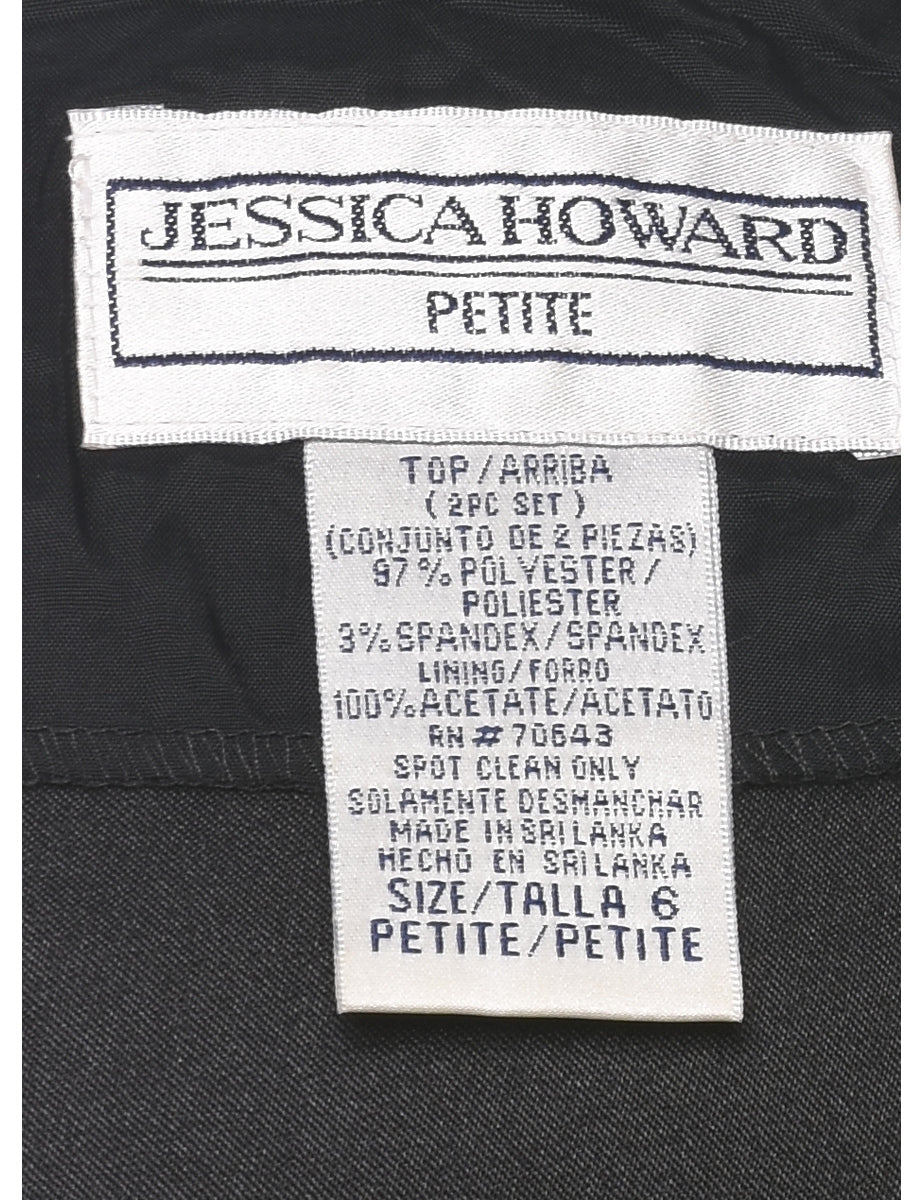 JESSICA HOWARD
PETITE
TOP/ARRIBA
(2PC SET)
(CONJUNTO DE 2 PIEZAS)
97% POLYESTER/
POLIESTER
3% SPANDEX/SPANDEX
LINING/FORRO
100% ACETATE/ACETATO
RN# 70643
SPOT CLEAN ONLY
SOLAMENTE DESMANCHAR
MADE IN SRI LANKA
HECHO EN SRI LANKA
SIZE/TALLA 6
PETITE/PETITE